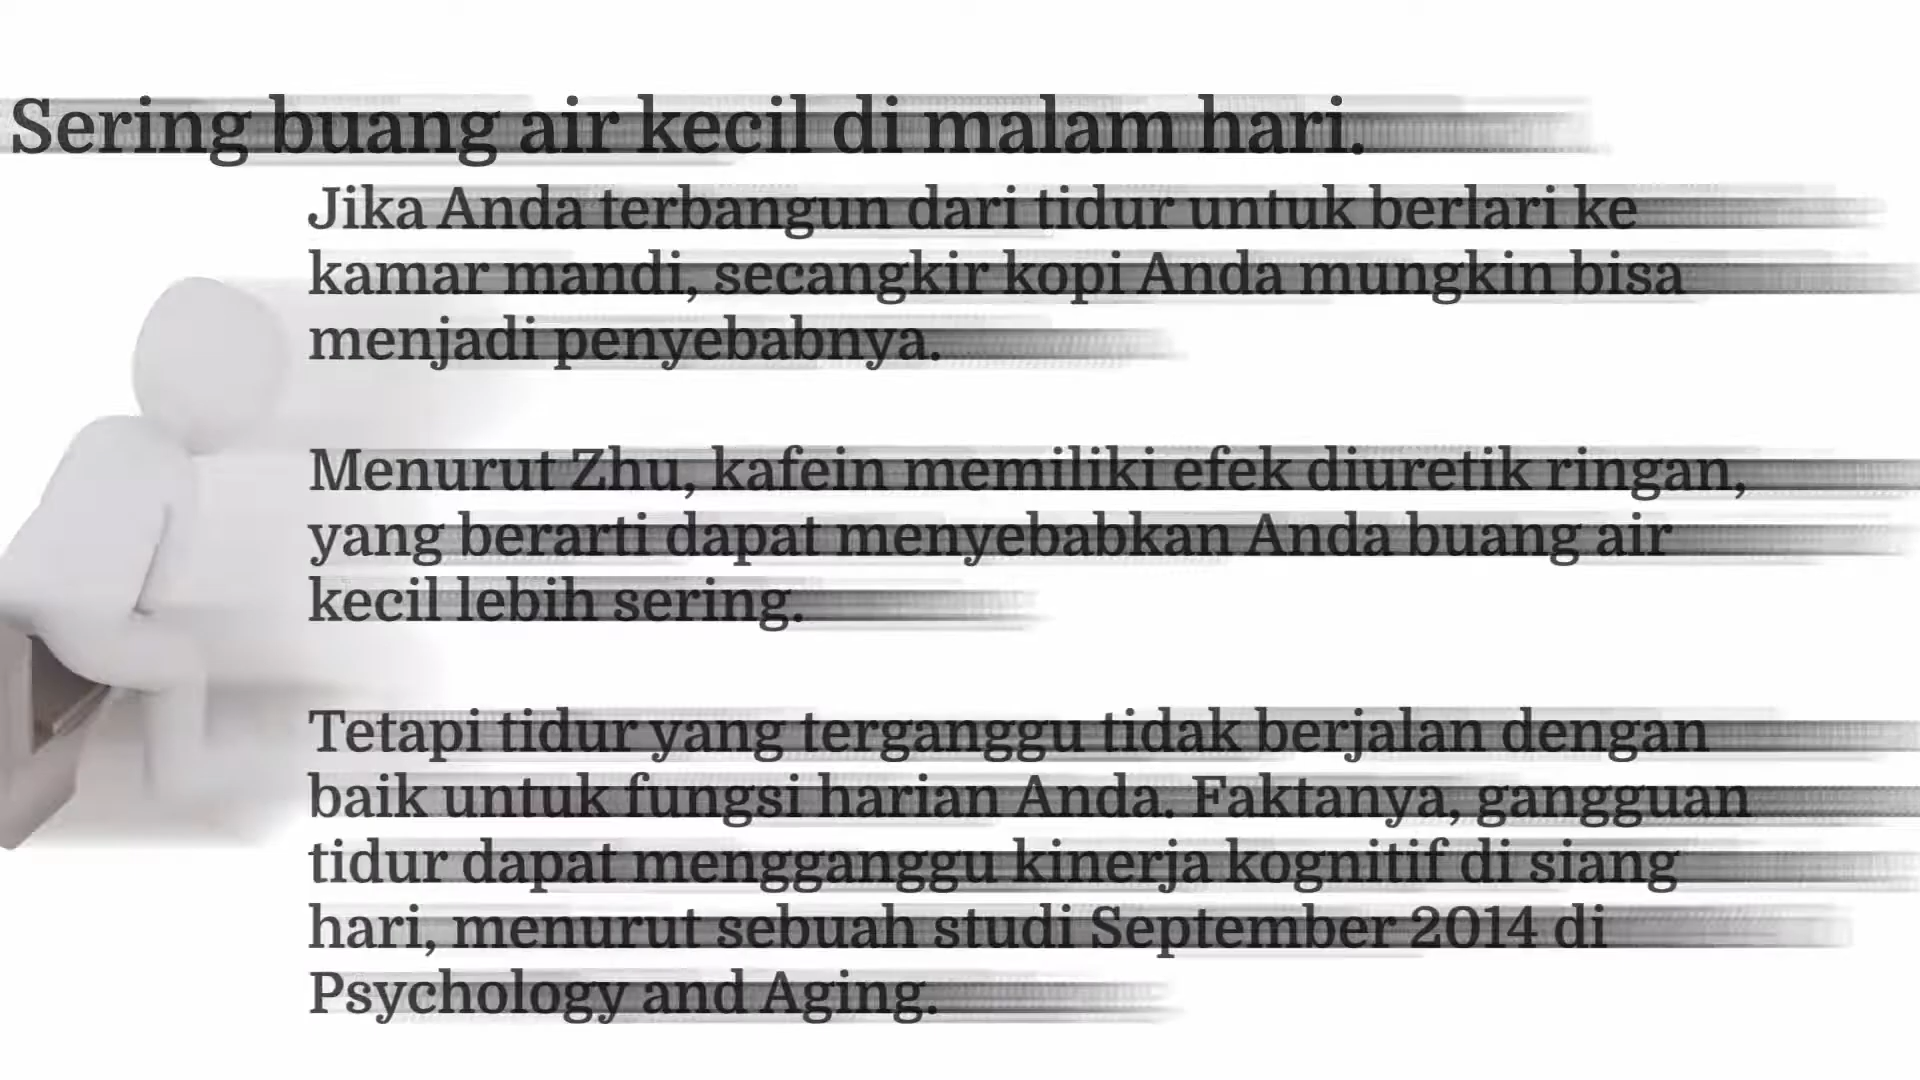 Sering buang air kecil di malam hari.
Jika Anda terbangun dari tidur untuk berlari ke
kamar mandi, secangkir kopi Anda mungkin bisa
menjadi penyebabnya.
Menurut Zhu, kafein memiliki efek diuretik ringan,
yang berarti dapat menyebabkan Anda buang air
kecil lebih sering.
Tetapi tidur yang terganggu tidak berjalan dengan
baik untuk fungsi harian Anda. Faktanya, gangguan
tidur dapat mengganggu kinerja kognitif di siang
hari, menurut sebuah studi September 2014 di
Psychology and Aging.